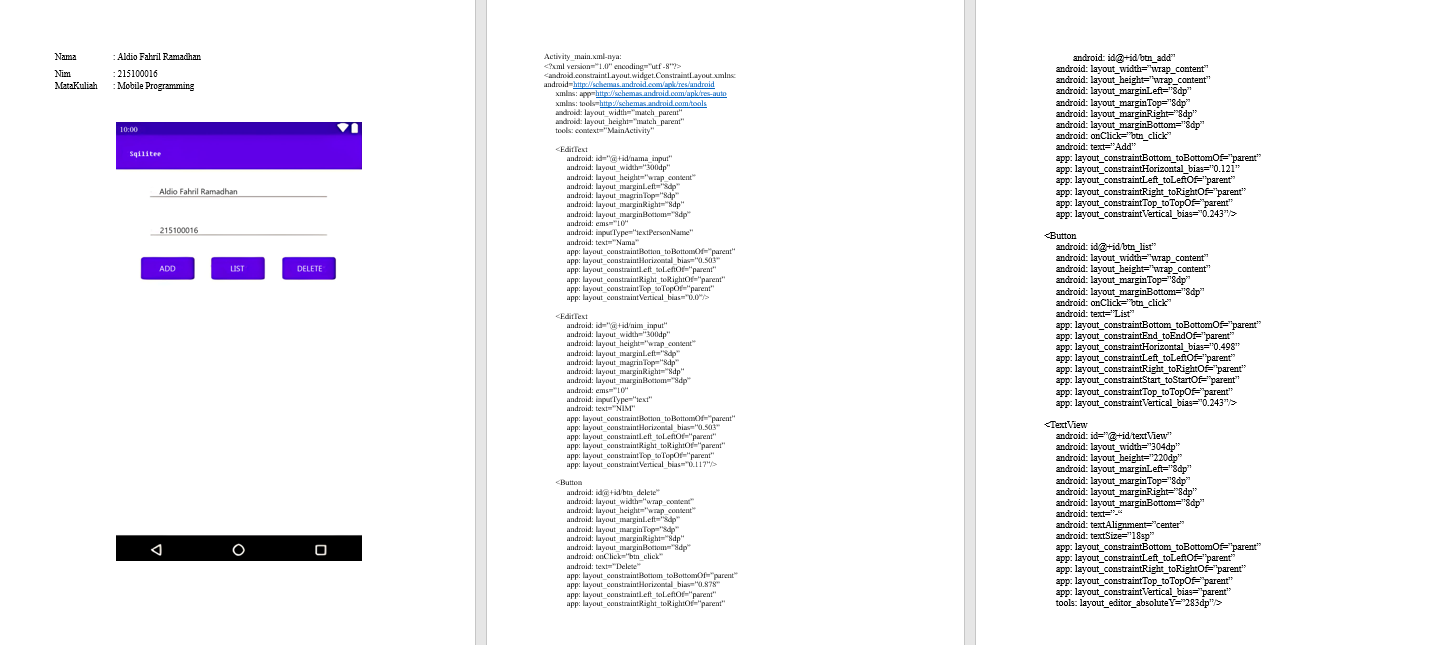 Nama : Aldio Fahril Ramadhan
Nim : 215100016
MataKuliah : Mobile Programming
10:00
Sqilitee
Aldio Fahril Ramadhan
215100016
ADD LIST DELETE
Activity_main.xml-nya:
<?xml version="1.0" encoding="utf -8"?>
<android.constraintLayout.widget.ConstraintLayout.xmlns:
android=http://schemas.android.com/apk/res/android
xmlns: app=http://schemas.android.com/apk/res-auto
xmlns: tools=http://schemas.android.com/tools
android: layout_width="match_parent"
android: layout_height="match_parent"
tools: context="MainActivity"
<EditText
android: id="@+id/nama_input"
android: layout_width="300dp"
android: layout_height="wrap_content"
android: layout_marginLeft="8dp"
android: layout_magrinTop="8dp"
android: layout_marginRight="8dp"
android: layout_marginBottom="8dp"
android: ems="10"
android: inputType="textPersonName"
android: text="Nama"
app: layout_constraintBotton_toBottomOf="parent"
app: layout_constraintHorizontal_bias="0.503"
app: layout_constraintLeft_toLeftOf="parent"
app: layout_constraintRight_toRightOf="parent"
app: layout_constraintTop_toTopOf="parent"
app: layout_constraintVertical_bias="0.0"/>
<EditText
android: id="@+id/nim_input"
android: layout_width="300dp"
android: layout_height="wrap_content"
android: layout_marginLeft="8dp"
android: layout_magrinTop="8dp"
android: layout_marginRight="8dp"
android: layout_marginBottom="8dp"
android: ems="10"
android: inputType="text"
android: text="NIM"
app: layout_constraintBotton_toBottomOf="parent"
app: layout_constraintHorizontal_bias="0.503"
app: layout_constraintLeft_toLeftOf="parent"
app: layout_constraintRight_toRightOf="parent"
app: layout_constraintTop_toTopOf="parent"
app: layout_constraintVertical_bias="0.117"/>
<Button
android: id@+id/btn_delete"
android: layout_width="wrap_content"
android: layout_height="wrap_content"
android: layout_marginLeft="8dp"
android: layout_marginTop="8dp"
android: layout_marginRight="8dp"
android: layout_marginBottom="8dp"
android: onClick="btn_click"
android: text="Delete"
app: layout_constraintBottom_toBottomOf="parent"
app: layout_constraintHorizontal_bias="0.878"
app: layout_constraintLeft_toLeftOf="parent"
app: layout_constraintRight_toRightOf="parent"
android: id@+id/btn_add"
android: layout_width="wrap_content"
android: layout_height="wrap_content"
android: layout_marginLeft="8dp"
android: layout_marginTop="8dp"
android: layout_marginRight="8dp"
android: layout_marginBottom="8dp"
android: onClick="btn_click"
android: text="Add"
app: layout_constraintBottom_toBottomOf="parent"
app: layout_constraintHorizontal_bias="0.121"
app: layout_constraintLeft_toLeftOf="parent"
app: layout_constraintRight_toRightOf="parent"
app: layout_constraintTop_toTopOf="parent"
app: layout_constraintVertical_bias="0.243"/>
<Button
android: id@+id/btn_list"
android: layout_width="wrap_content"
android: layout_height="wrap_content"
android: layout_marginTop="8dp"
android: layout_marginBottom="8dp"
android: onClick="btn_click"
android: text="List"
app: layout_constraintBottom_toBottomOf="parent"
app: layout_constraintEnd_toEndOf="parent"
app: layout_constraintHorizontal_bias="0.498"
app: layout_constraintLeft_toLeftOf="parent"
app: layout_constraintRight_toRightOf="parent"
app: layout_constraintStart_toStartOf="parent"
app: layout_constraintTop_toTopOf="parent"
app: layout_constraintVertical_bias="0.243"/>
<TextView
android: id="@+id/textView"
android: layout_width="304dp"
android: layout_height="220dp"
android: layout_marginLeft="8dp"
android: layout_marginTop="8dp"
android: layout_marginRight="8dp"
android: layout_marginBottom="8dp"
android: text="-"
android: textAlignment="center"
android: textSize="18sp"
app: layout_constraintBottom_toBottomOf="parent"
app: layout_constraintLeft_toLeftOf="parent"
app: layout_constraintRight_toRightOf="parent"
app: layout_constraintTop_toTopOf="parent"
app: layout_constraintVertical_bias="parent"
tools: layout_editor_absoluteY="283dp"/>